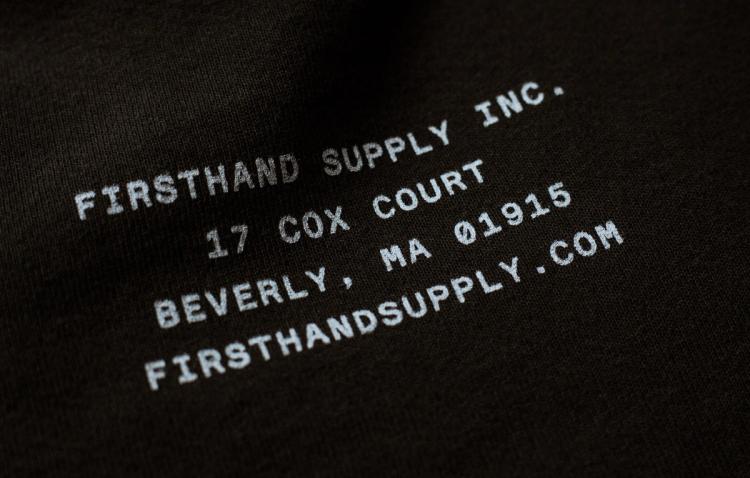 FIRSTHAND SUPPLY INC.
17 COX COURT
BEVERLY, MA 01915
FIRSTHANDSUPPLY.COM